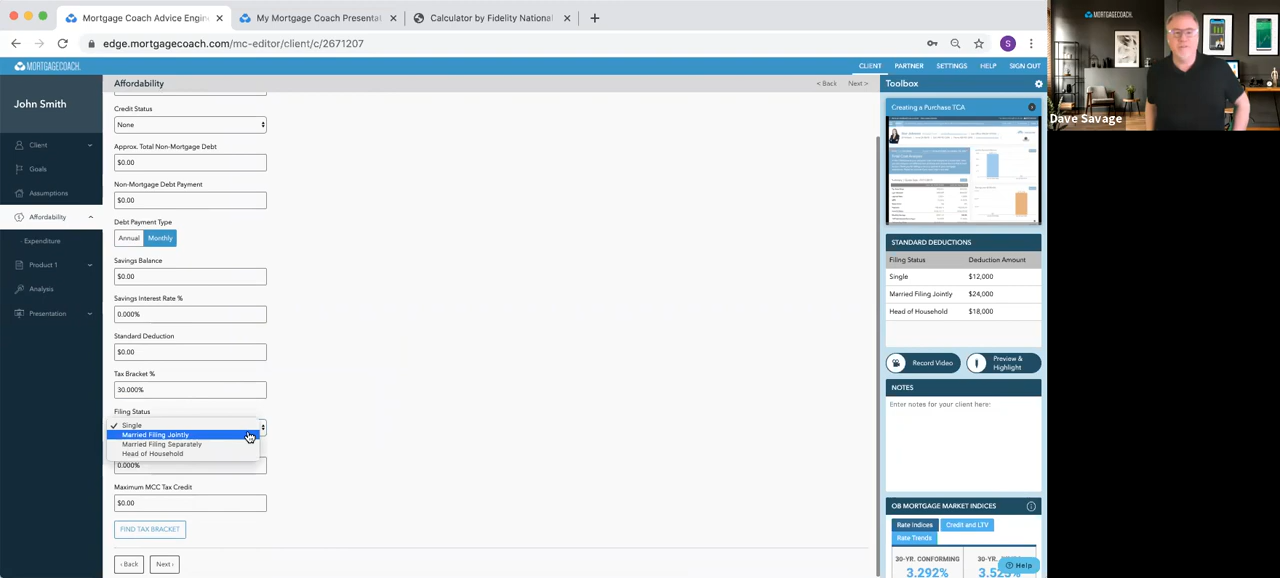 Mortgage Coach Advice Engin ×
My Mortgage Coach Presentat ×
Calculator by Fidelity National ×
edge.mortgagecoach.com/mc-editor/client/c/2671207
S
MORTGAGECOACH.
CLIENT PARTNER SETTINGS HELP SIGN OUT
John Smith
Client
Goals
Assumptions
Affordability
Expenditure
Product 1
Analysis
Presentation
Affordability
< Back Next >
Credit Status
None
Approx. Total Non-Mortgage Debt
$0.00
Non-Mortgage Debt Payment
$0.00
Debt Payment Type
Annual Monthly
Savings Balance
$0.00
Savings Interest Rate %
0.000%
Standard Deduction
$0.00
Tax Bracket %
30.000%
Filing Status
✓ Single
Married Filing Jointly
Married Filing Separately
Head of Household
0.000%
Maximum MCC Tax Credit
$0.00
FIND TAX BRACKET
‹ Back Next ›
Toolbox
Creating a Purchase TCA
STANDARD DEDUCTIONS
Filing Status Deduction Amount
Single $12,000
Married Filing Jointly $24,000
Head of Household $18,000
Record Video
Preview &
Highlight
NOTES
Enter notes for your client here:
OB MORTGAGE MARKET INDICES
Rate Indices Credit and LTV
Rate Trends
30-YR. CONFORMING 30-YR.
3.292% 3.52
Help
MORTGAGECOACH.
Dave Savage